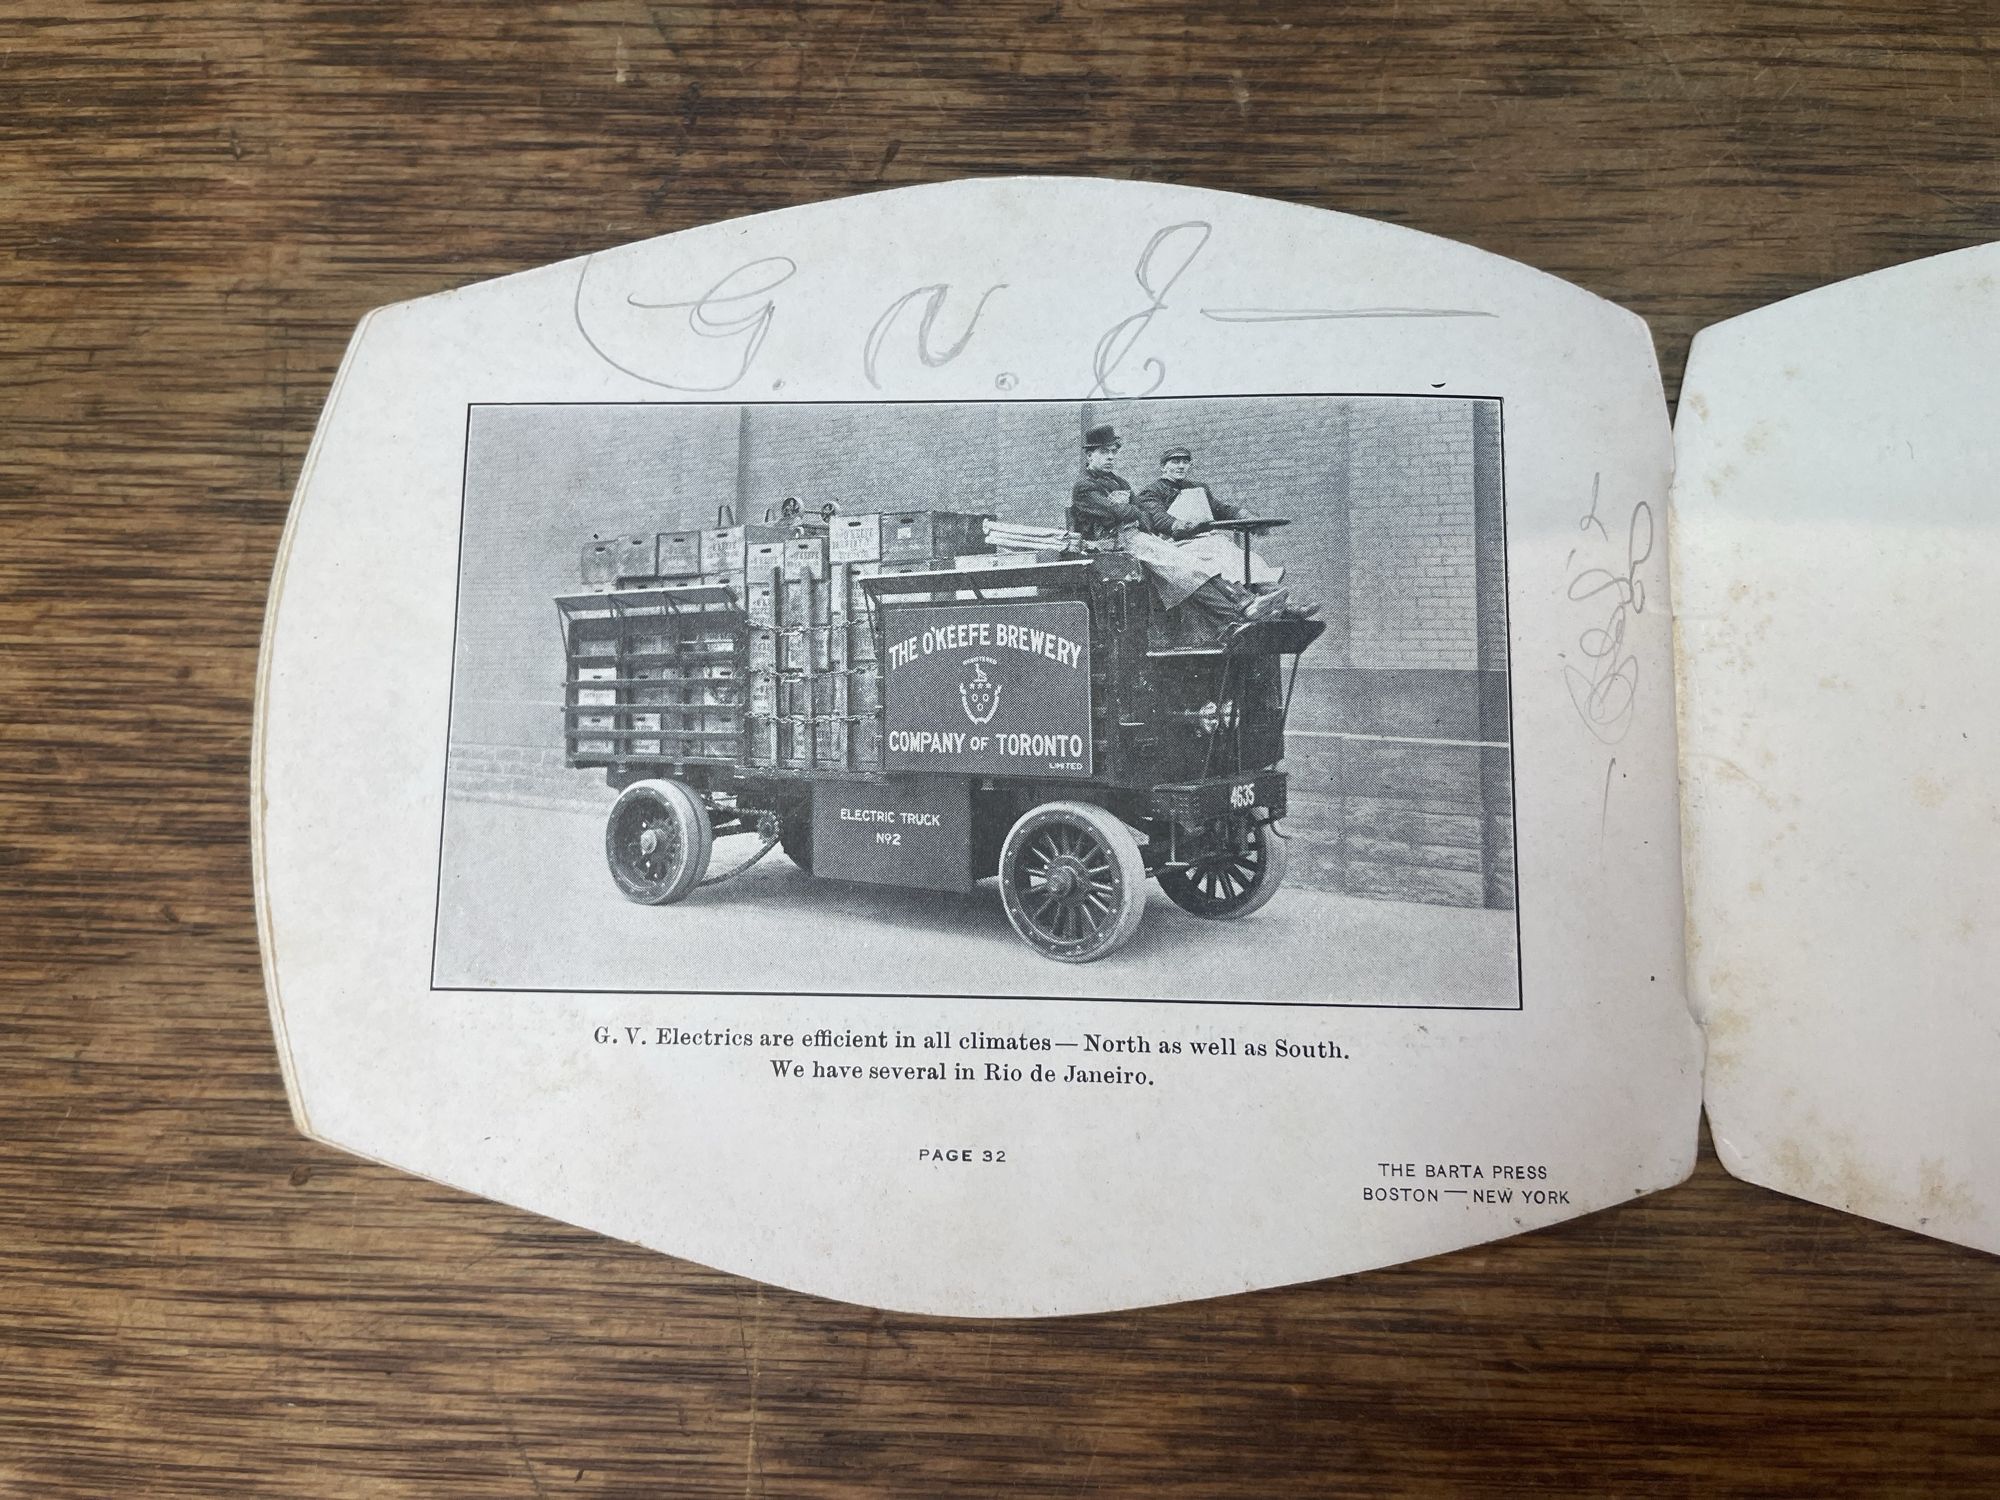 G. N. J
THE O'KEEFE BREWERY
REGISTERED
COMPANY OF TORONTO
LIMITED
ELECTRIC TRUCK
Nº2
4635
G. V. Electrics are efficient in all climates — North as well as South.
We have several in Rio de Janeiro.
PAGE 32
THE BARTA PRESS
BOSTON — NEW YORK